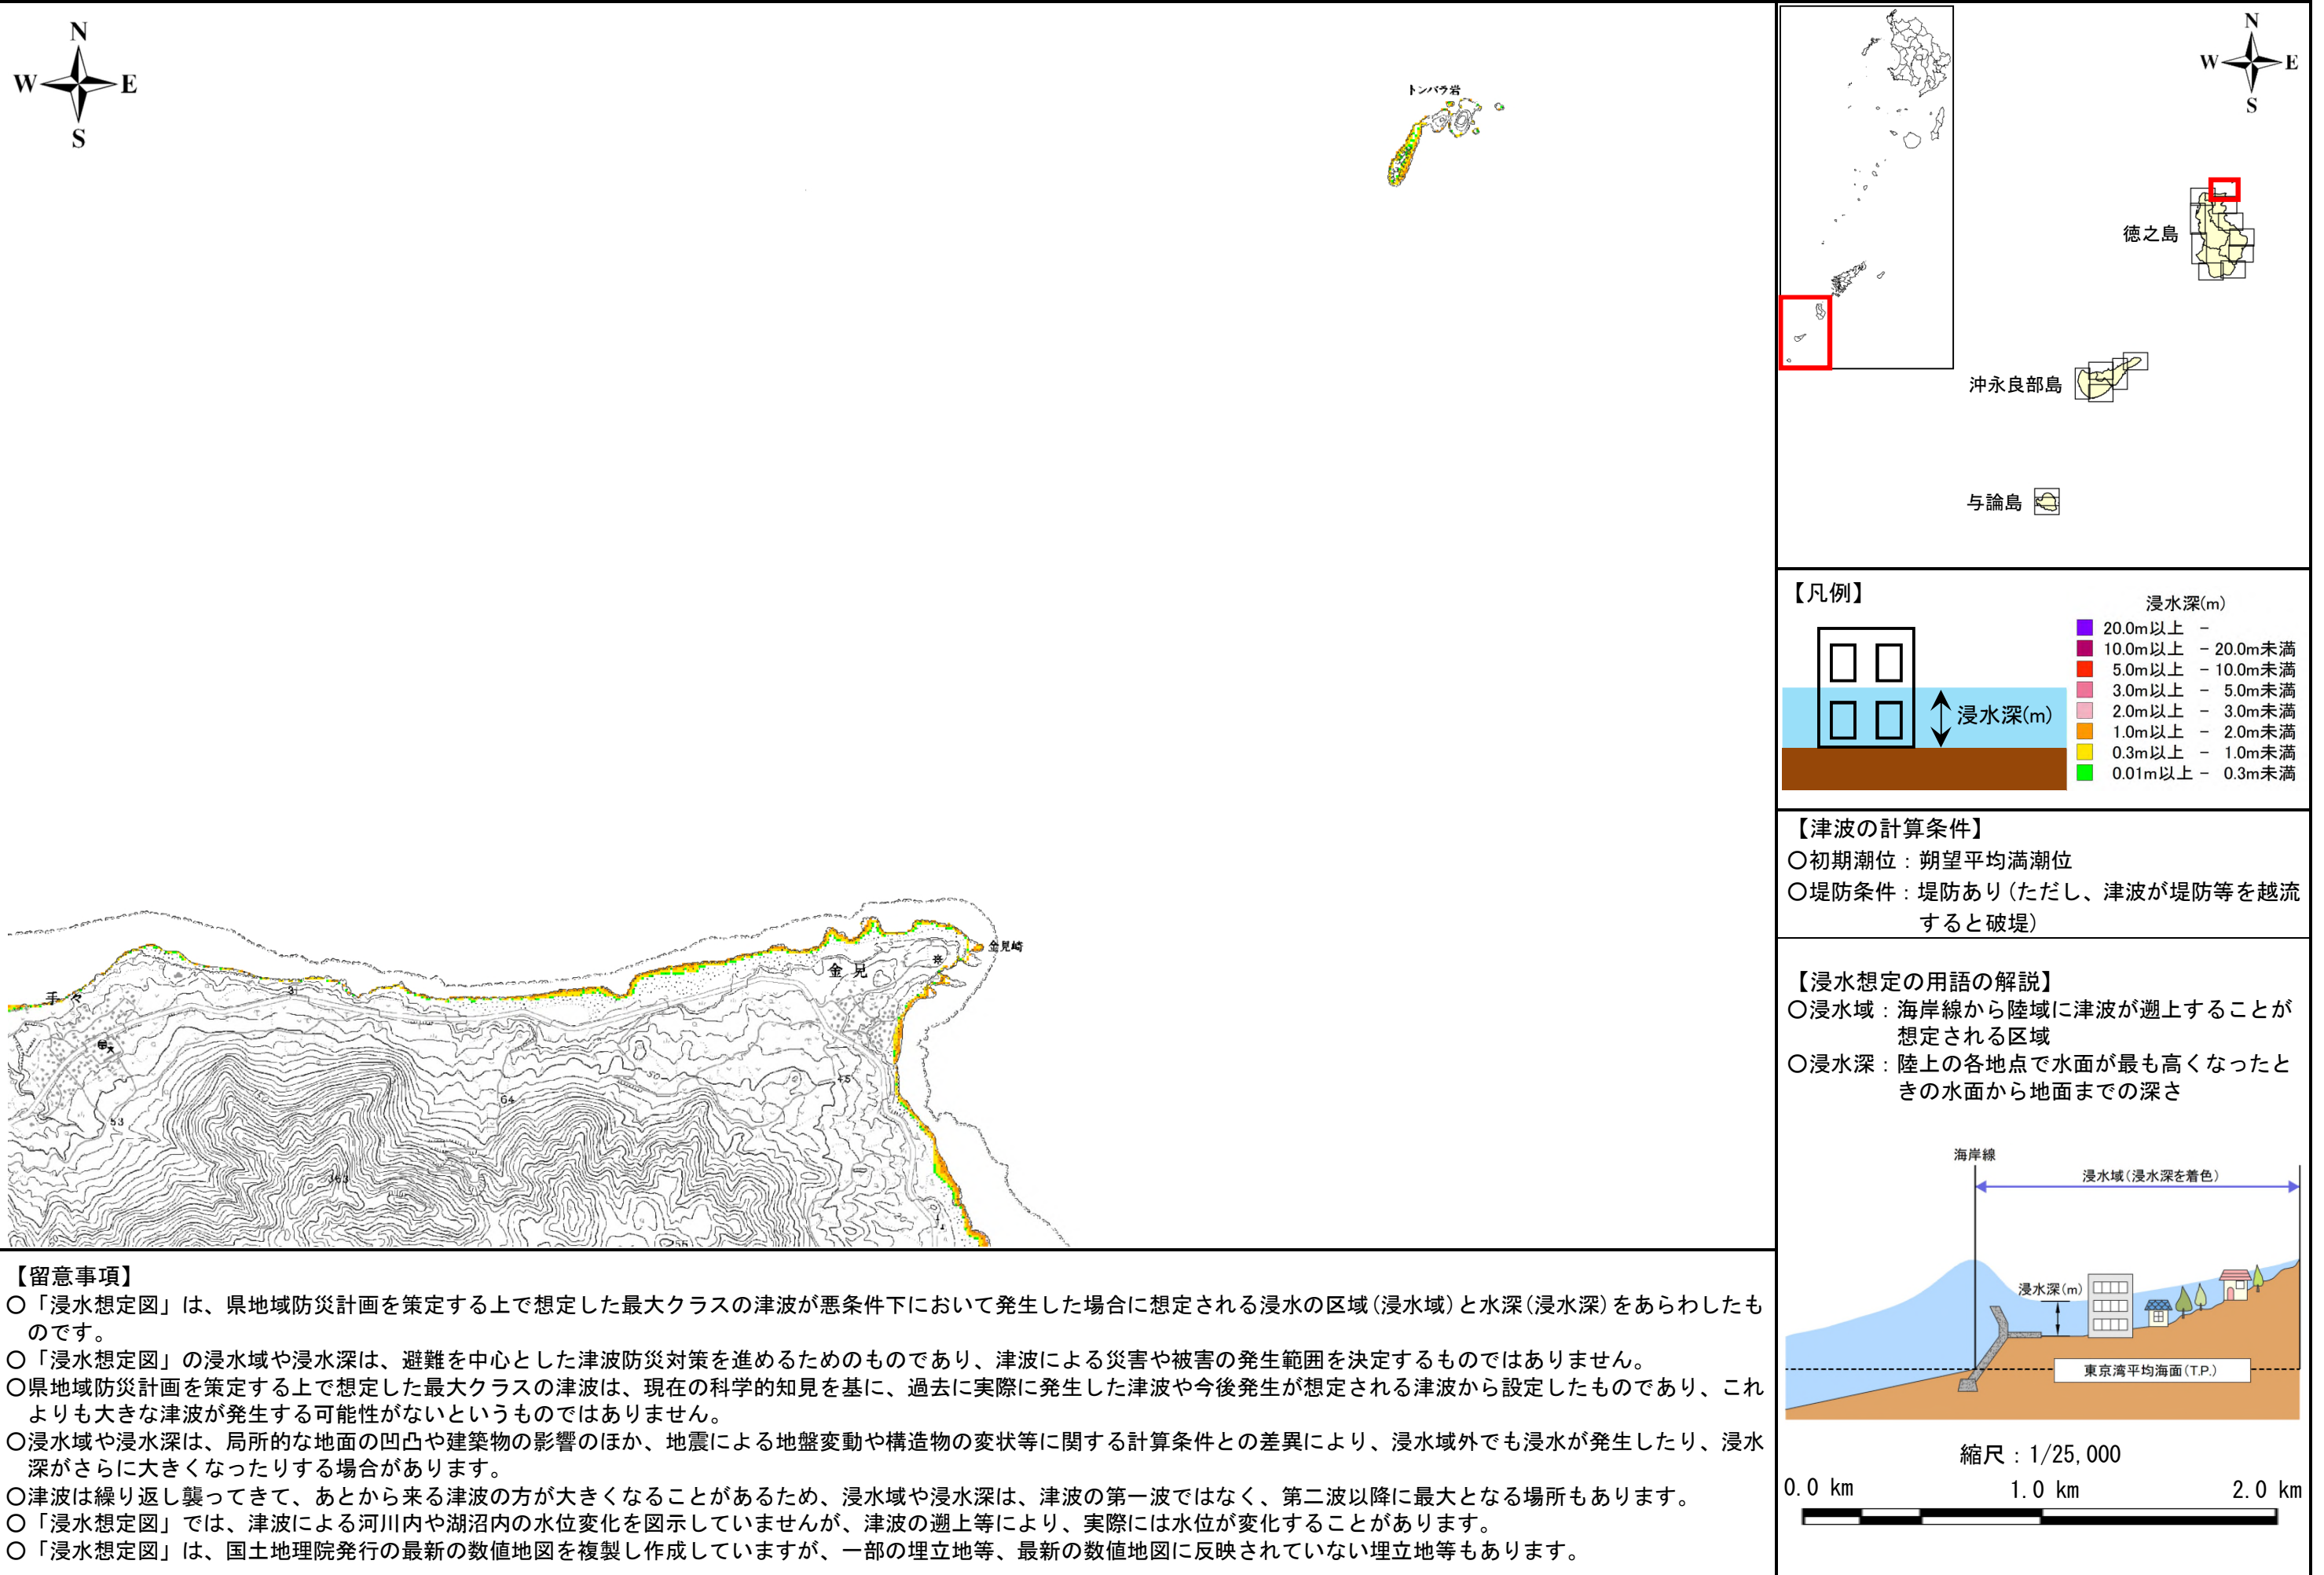 N
W E
S
トンバラ岩
金見崎
金見
手々
31
53
64
50
45
363
N
W E
S
徳之島
沖永良部島
与論島
【凡例】
浸水深(m)
浸水深(m)
20.0m以上 -
10.0m以上 - 20.0m未満
5.0m以上 - 10.0m未満
3.0m以上 - 5.0m未満
2.0m以上 - 3.0m未満
1.0m以上 - 2.0m未満
0.3m以上 - 1.0m未満
0.01m以上 - 0.3m未満
【津波の計算条件】
○初期潮位：朔望平均満潮位
○堤防条件：堤防あり(ただし、津波が堤防等を越流
すると破堤)
【浸水想定の用語の解説】
○浸水域：海岸線から陸域に津波が遡上することが
想定される区域
○浸水深：陸上の各地点で水面が最も高くなったと
きの水面から地面までの深さ
海岸線
浸水域(浸水深を着色)
浸水深(m)
東京湾平均海面(T.P.)
縮尺：1/25,000
0.0 km 1.0 km 2.0 km
【留意事項】
○「浸水想定図」は、県地域防災計画を策定する上で想定した最大クラスの津波が悪条件下において発生した場合に想定される浸水の区域(浸水域)と水深(浸水深)をあらわしたも
のです。
○「浸水想定図」の浸水域や浸水深は、避難を中心とした津波防災対策を進めるためのものであり、津波による災害や被害の発生範囲を決定するものではありません。
○県地域防災計画を策定する上で想定した最大クラスの津波は、現在の科学的知見を基に、過去に実際に発生した津波や今後発生が想定される津波から設定したものであり、これ
よりも大きな津波が発生する可能性がないというものではありません。
○浸水域や浸水深は、局所的な地面の凹凸や建築物の影響のほか、地震による地盤変動や構造物の変状等に関する計算条件との差異により、浸水域外でも浸水が発生したり、浸水
深がさらに大きくなったりする場合があります。
○津波は繰り返し襲ってきて、あとから来る津波の方が大きくなることがあるため、浸水域や浸水深は、津波の第一波ではなく、第二波以降に最大となる場所もあります。
○「浸水想定図」では、津波による河川内や湖沼内の水位変化を図示していませんが、津波の遡上等により、実際には水位が変化することがあります。
○「浸水想定図」は、国土地理院発行の最新の数値地図を複製し作成していますが、一部の埋立地等、最新の数値地図に反映されていない埋立地等もあります。